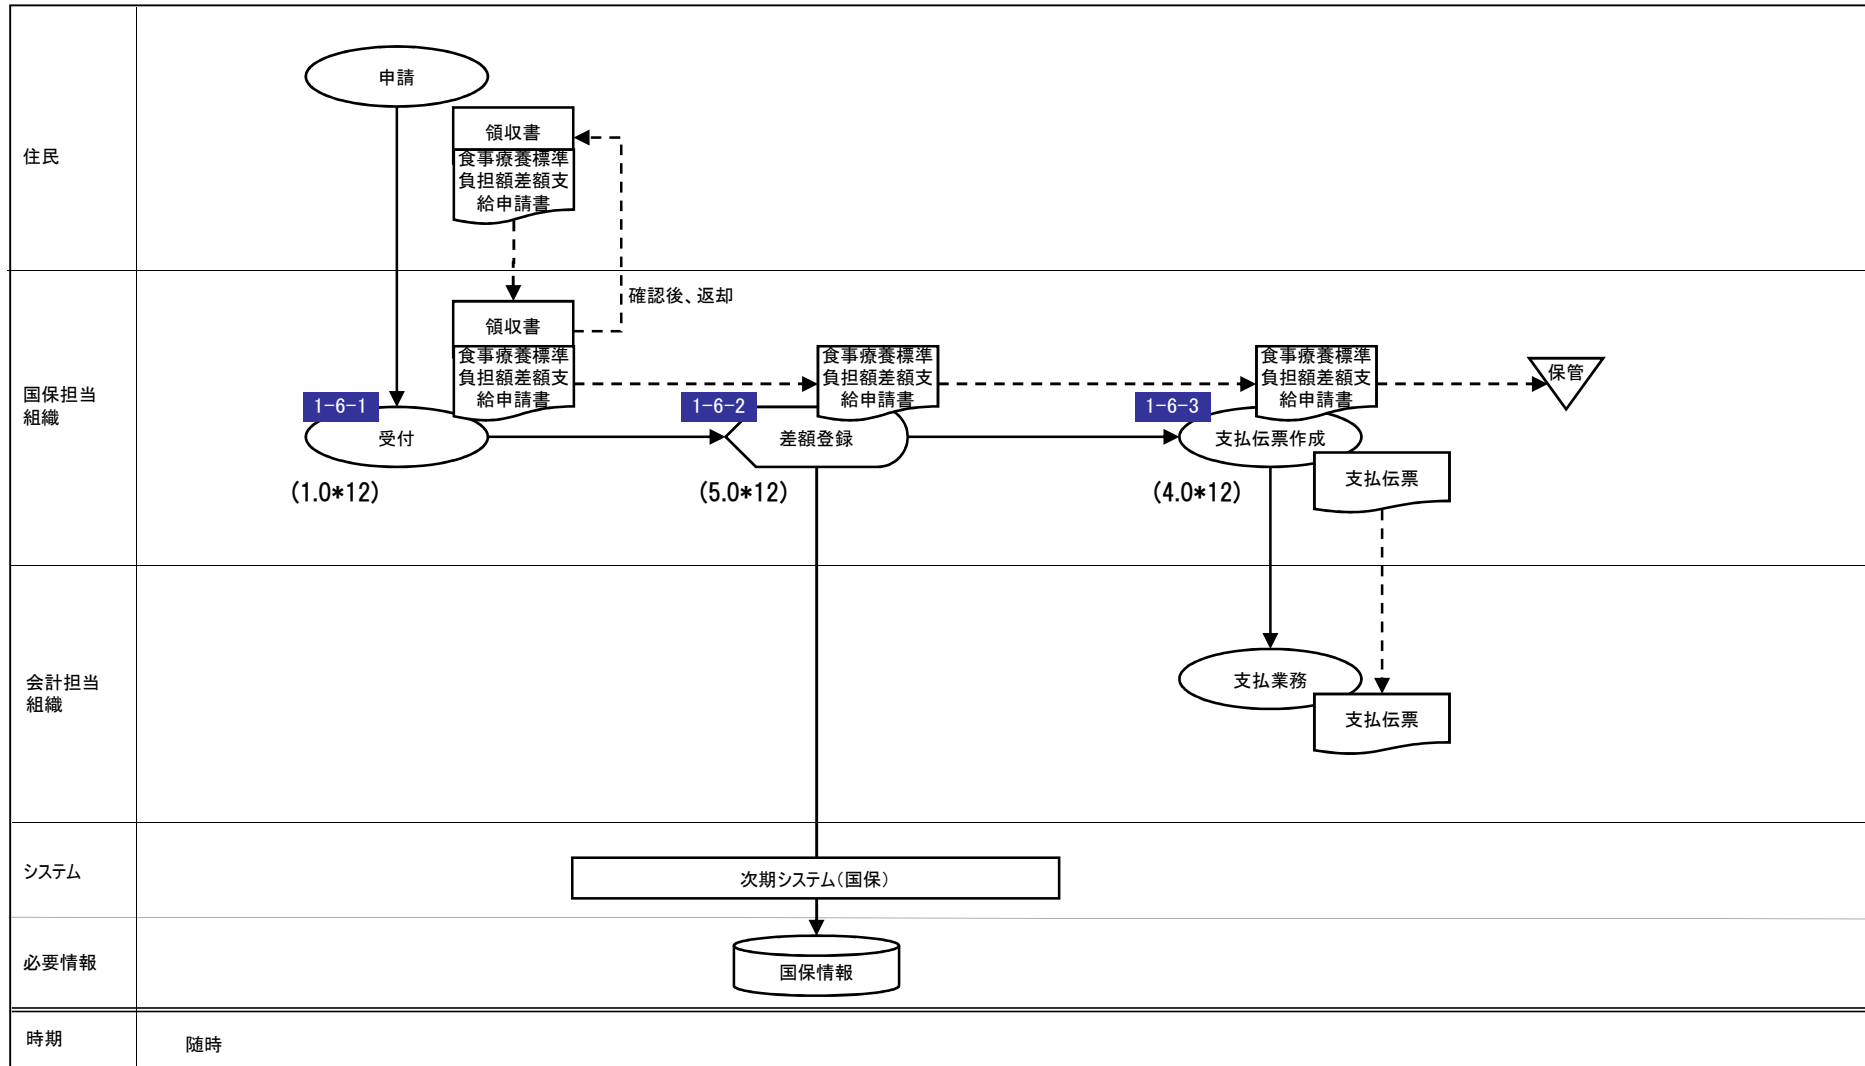 申請
領収書
食事療養標準
負担額差額支
給申請書
住民
確認後、返却
領収書
食事療養標準
負担額差額支
給申請書
食事療養標準
負担額差額支
給申請書
食事療養標準
負担額差額支
給申請書
保管
国保担当
組織
1-6-1
受付
(1.0*12)
1-6-2
差額登録
(5.0*12)
1-6-3
支払伝票作成
(4.0*12)
支払伝票
会計担当
組織
支払業務
支払伝票
システム
次期システム(国保)
必要情報
国保情報
時期
随時